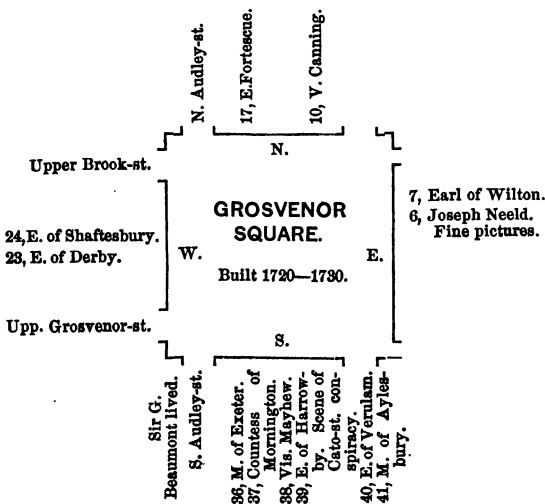 N. Audley-st.
17, E.Fortescue.
10, V. Canning.
N.
Upper Brook-st.
GROSVENOR
SQUARE.
Built 1720—1730.
24,E. of Shaftesbury.
23, E. of Derby.
W.
E.
7, Earl of Wilton.
6, Joseph Neeld.
Fine pictures.
Upp. Grosvenor-st.
S.
Sir G.
Beaumont lived.
S. Audley-st.
36, M. of Exeter.
37, Countess of
Mornington.
38, Vis. Mayhew.
39, E. of Harrow-
by. Scene of
Cato-st. con-
spiracy.
40, E. of Verulam.
41, M. of Ayles-
bury.